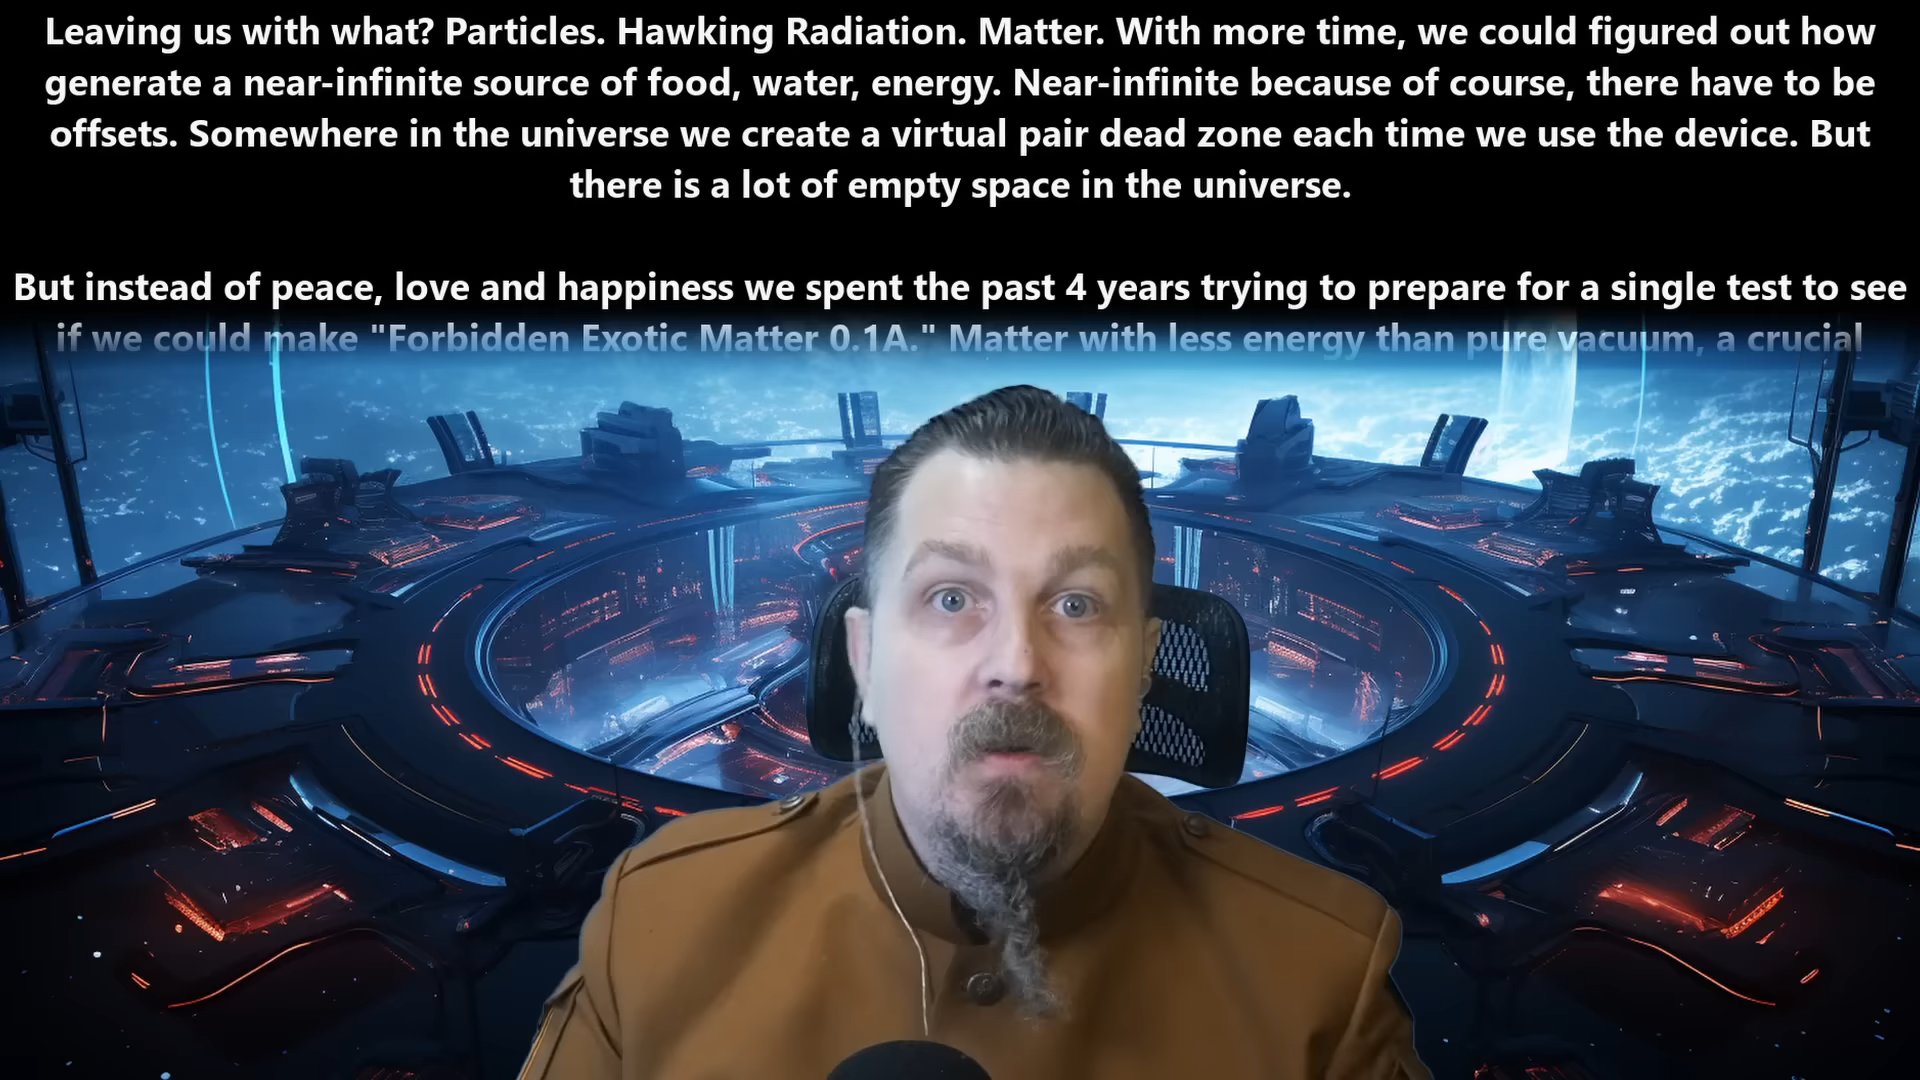 Leaving us with what? Particles. Hawking Radiation. Matter. With more time, we could figured out how
generate a near-infinite source of food, water, energy. Near-infinite because of course, there have to be
offsets. Somewhere in the universe we create a virtual pair dead zone each time we use the device. But
there is a lot of empty space in the universe.
But instead of peace, love and happiness we spent the past 4 years trying to prepare for a single test to see
if we could make "Forbidden Exotic Matter 0.1A." Matter with less energy than pure vacuum, a crucial